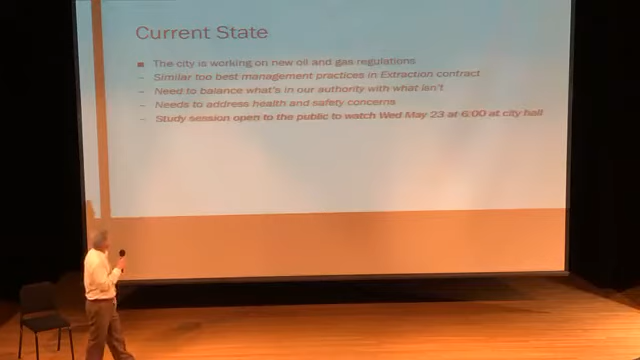 Current State
■ The city is working on new oil and gas regulations
– Similar too best management practices in Extraction contract
– Need to balance what's in our authority with what isn't
– Needs to address health and safety concerns
– Study session open to the public to watch Wed May 23 at 6:00 at city hall